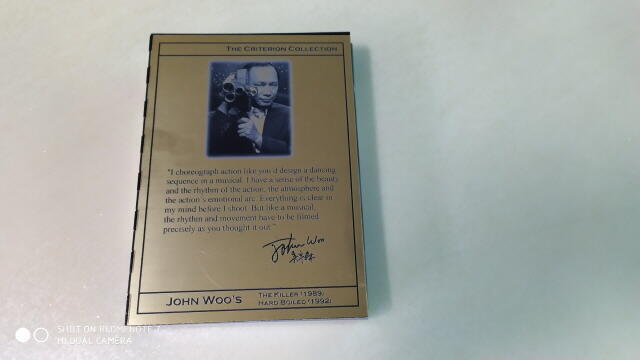 THE CRITERION COLLECTION
"I choreograph action like you'd design a dancing
sequence in a musical. I have a sense of the beauty
and the rhythm of the action, the atmosphere and
the action's emotional arc. Everything is clear in
my mind before I shoot. But like a musical,
the rhythm and movement have to be filmed
precisely as you thought it out."
John Woo
JOHN WOO'S
THE KILLER (1989)
HARD BOILED (1992)
SHOT ON REDMI NOTE 7
MI DUAL CAMERA